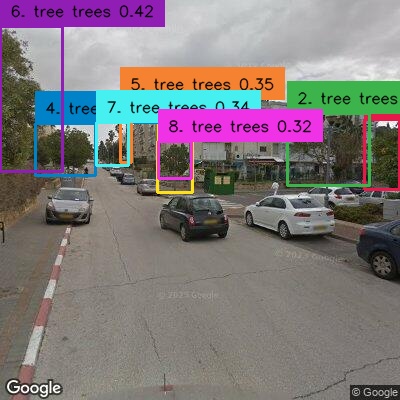 6. tree trees 0.42
5. tree trees 0.35
2. tree trees
4. tree
7. tree trees 0.34
8. tree trees 0.32
© 2023 Google
© 2023 Google
Google
Google